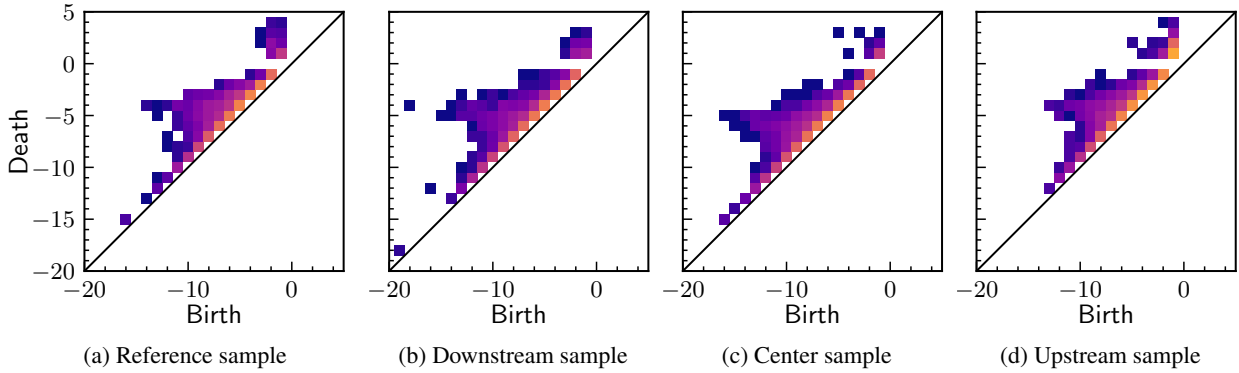 5
0
−5
−10
−15
−20
Death
−20 −10 0 −20 −10 0 −20 −10 0 −20 −10 0
Birth Birth Birth Birth
(a) Reference sample (b) Downstream sample (c) Center sample (d) Upstream sample